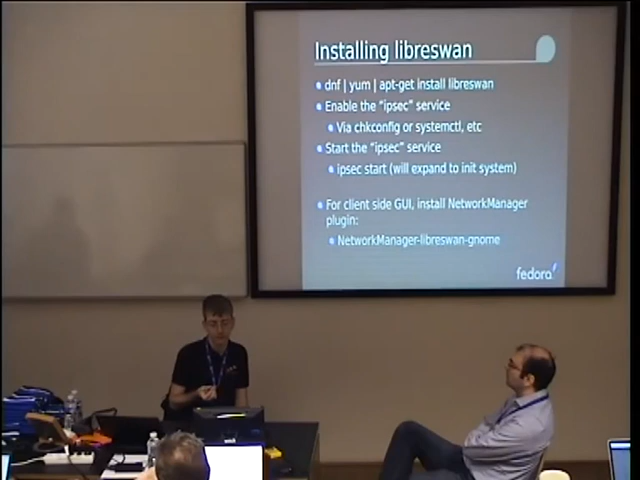 Installing libreswan
dnf | yum | apt-get install libreswan
Enable the "ipsec" service
Via chkconfig or systemctl, etc
Start the "ipsec" service
ipsec start (will expand to init system)
For client side GUI, install NetworkManager
plugin:
NetworkManager-libreswan-gnome
fedora